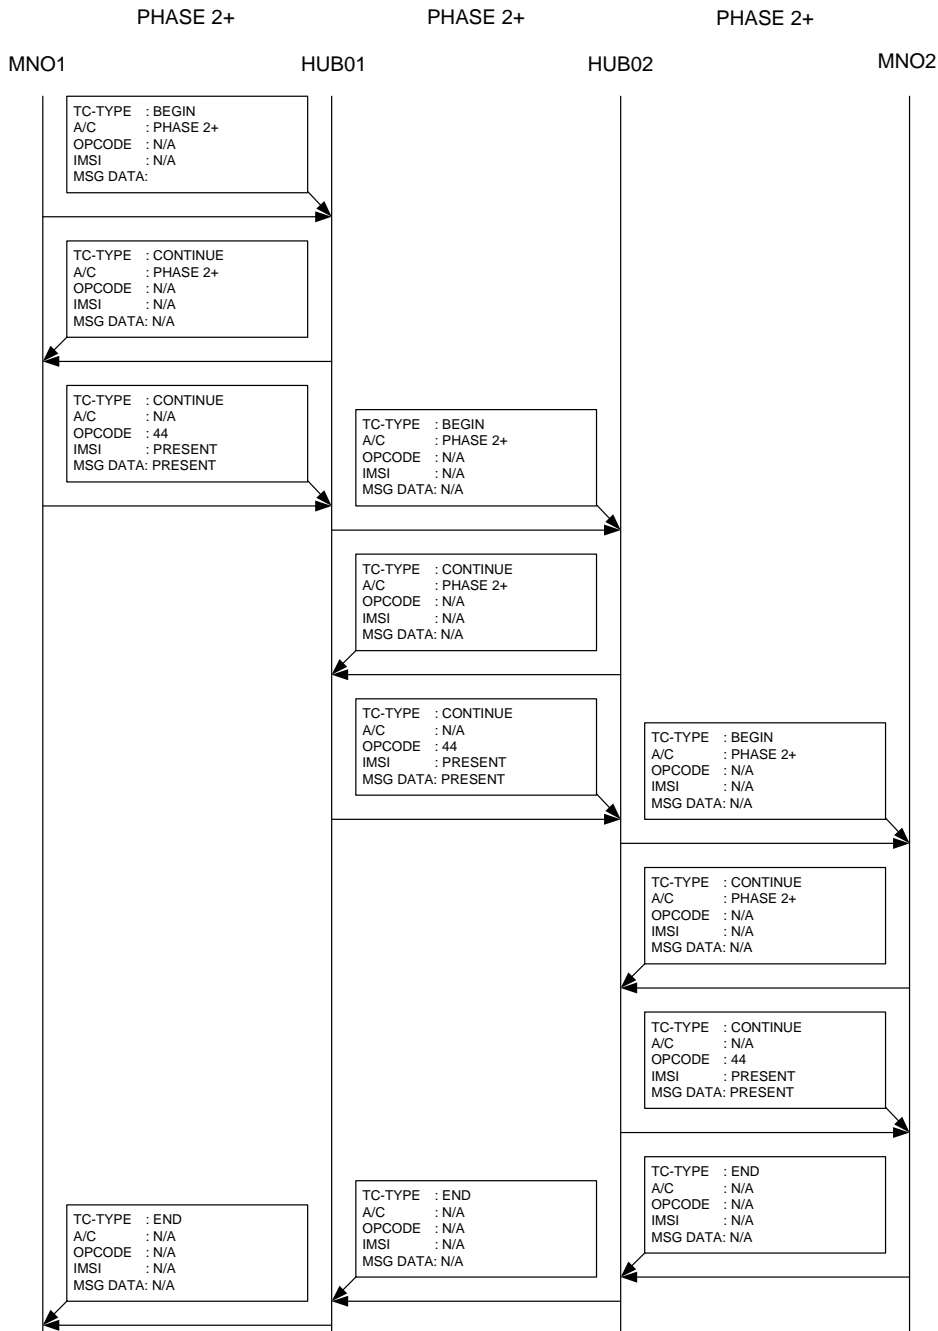 PHASE 2+
PHASE 2+
PHASE 2+
MNO1
HUB01
HUB02
MNO2
TC-TYPE : BEGIN
A/C : PHASE 2+
OPCODE : N/A
IMSI : N/A
MSG DATA:
TC-TYPE : CONTINUE
A/C : PHASE 2+
OPCODE : N/A
IMSI : N/A
MSG DATA: N/A
TC-TYPE : CONTINUE
A/C : N/A
OPCODE : 44
IMSI : PRESENT
MSG DATA: PRESENT
TC-TYPE : BEGIN
A/C : PHASE 2+
OPCODE : N/A
IMSI : N/A
MSG DATA: N/A
TC-TYPE : CONTINUE
A/C : PHASE 2+
OPCODE : N/A
IMSI : N/A
MSG DATA: N/A
TC-TYPE : CONTINUE
A/C : N/A
OPCODE : 44
IMSI : PRESENT
MSG DATA: PRESENT
TC-TYPE : BEGIN
A/C : PHASE 2+
OPCODE : N/A
IMSI : N/A
MSG DATA: N/A
TC-TYPE : CONTINUE
A/C : PHASE 2+
OPCODE : N/A
IMSI : N/A
MSG DATA: N/A
TC-TYPE : CONTINUE
A/C : N/A
OPCODE : 44
IMSI : PRESENT
MSG DATA: PRESENT
TC-TYPE : END
A/C : N/A
OPCODE : N/A
IMSI : N/A
MSG DATA: N/A
TC-TYPE : END
A/C : N/A
OPCODE : N/A
IMSI : N/A
MSG DATA: N/A
TC-TYPE : END
A/C : N/A
OPCODE : N/A
IMSI : N/A
MSG DATA: N/A